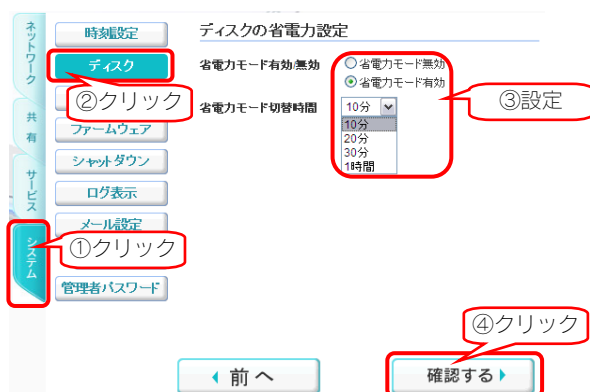 ネットワーク
共有
サービス
システム
時刻設定
ディスク
ファームウェア
シャットダウン
ログ表示
メール設定
管理者パスワード
①クリック
②クリック
ディスクの省電力設定
省電力モード有効/無効
省電力モード無効
省電力モード有効
省電力モード切替時間
10分
10分
20分
30分
1時間
③設定
④クリック
前へ
確認する